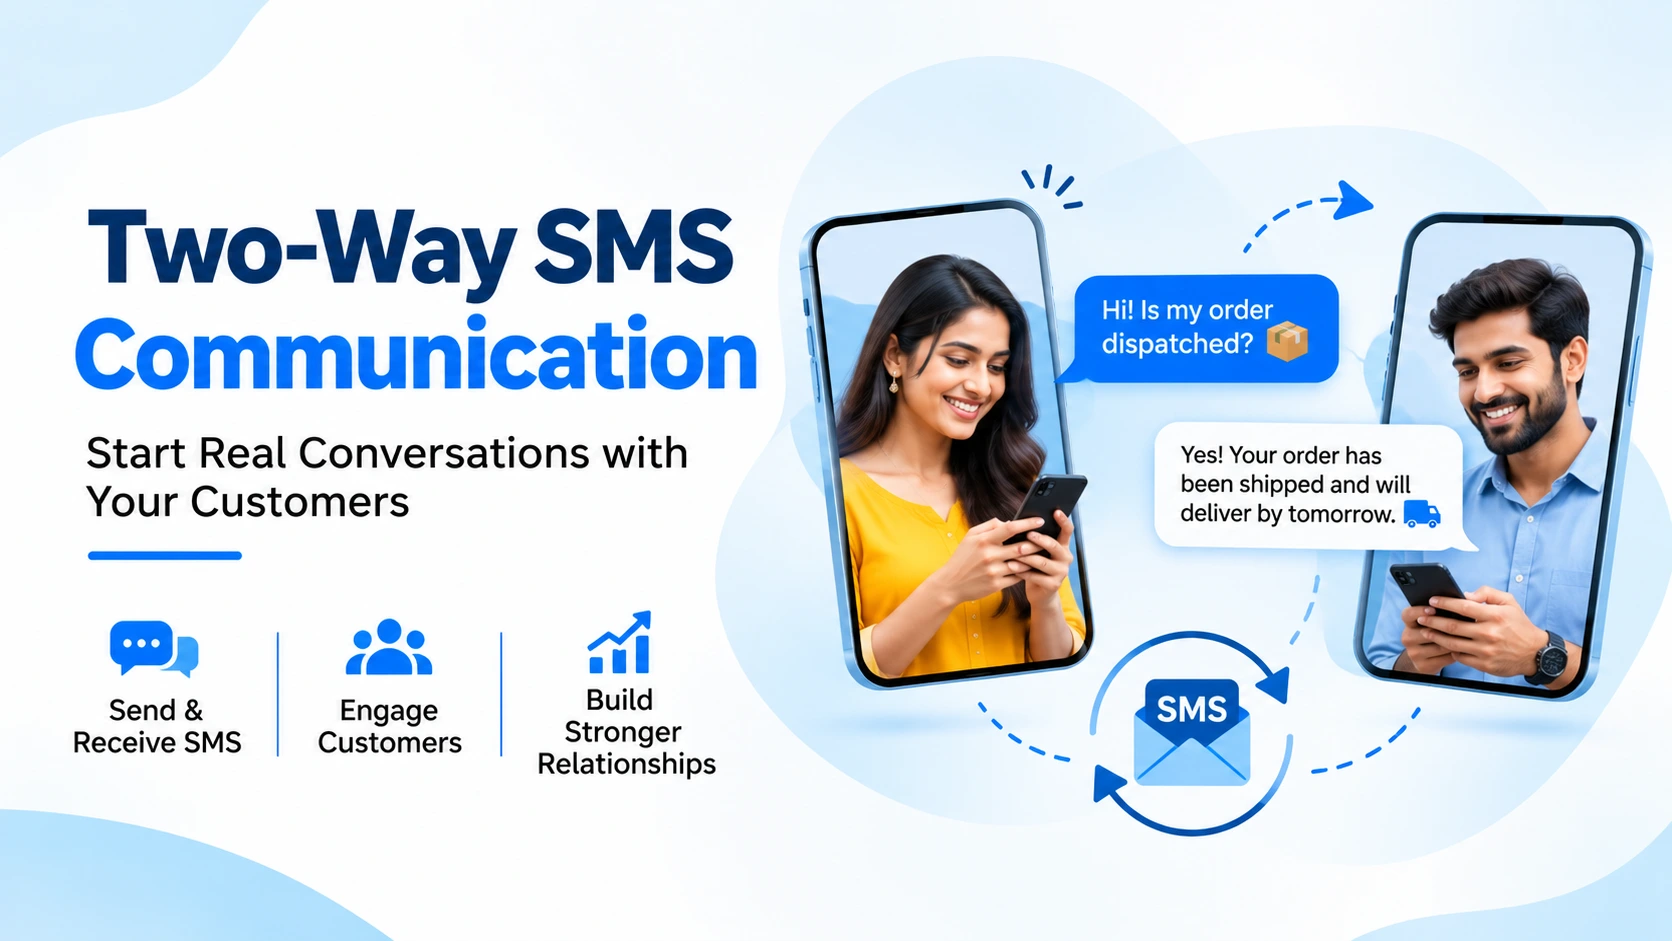 Two-Way SMS
Communication
Start Real Conversations with
Your Customers
Send &
Receive SMS
Engage
Customers
Build
Stronger
Relationships
Hi! Is my order
dispatched?
Yes! Your order has
been shipped and will
deliver by tomorrow.
SMS